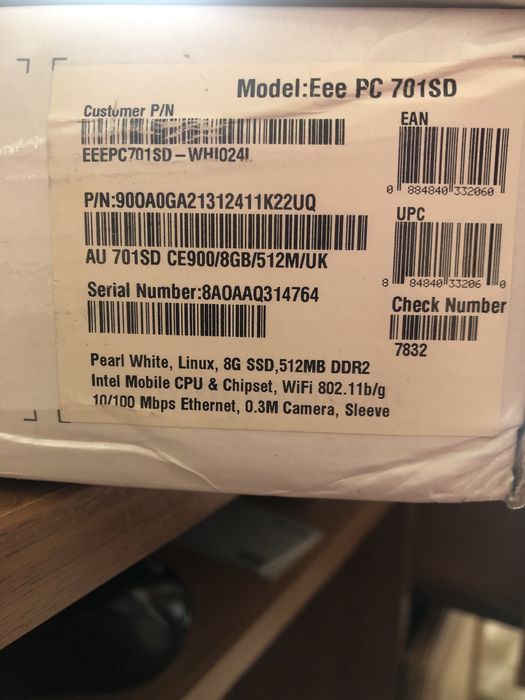 Model:Eee PC 701SD
Customer P/N
EEEPC701SD-WHI024L
EAN
0 884840 332060
P/N:90OA0GA21312411K22UQ
UPC
AU 701SD CE900/8GB/512M/UK
8 84840 33206 0
Serial Number:8AOAAQ314764
Check Number
7832
Pearl White, Linux, 8G SSD,512MB DDR2
Intel Mobile CPU & Chipset, WiFi 802.11b/g
10/100 Mbps Ethernet, 0.3M Camera, Sleeve